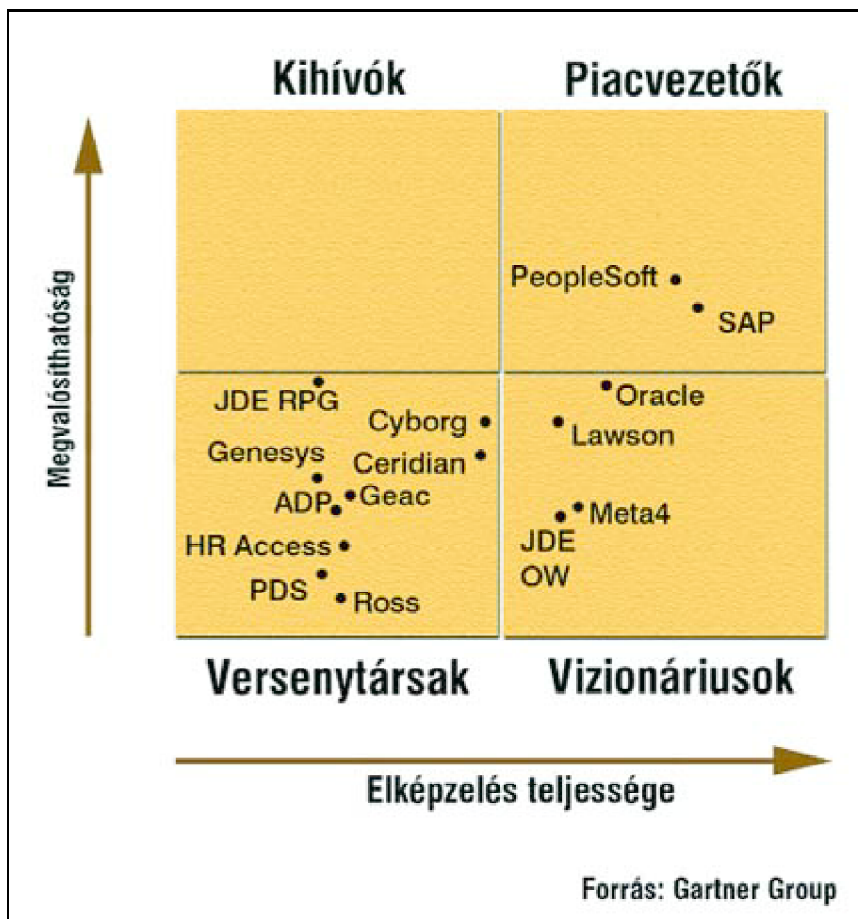 Kihívók
Piacvezetők
Megvalósíthatóság
PeopleSoft
SAP
JDE RPG
Cyborg
Genesys
Ceridian
ADP
Geac
HR Access
PDS
Ross
Oracle
Lawson
Meta4
JDE
OW
Versenytársak
Vizionáriusok
Elképzelés teljessége
Forrás: Gartner Group